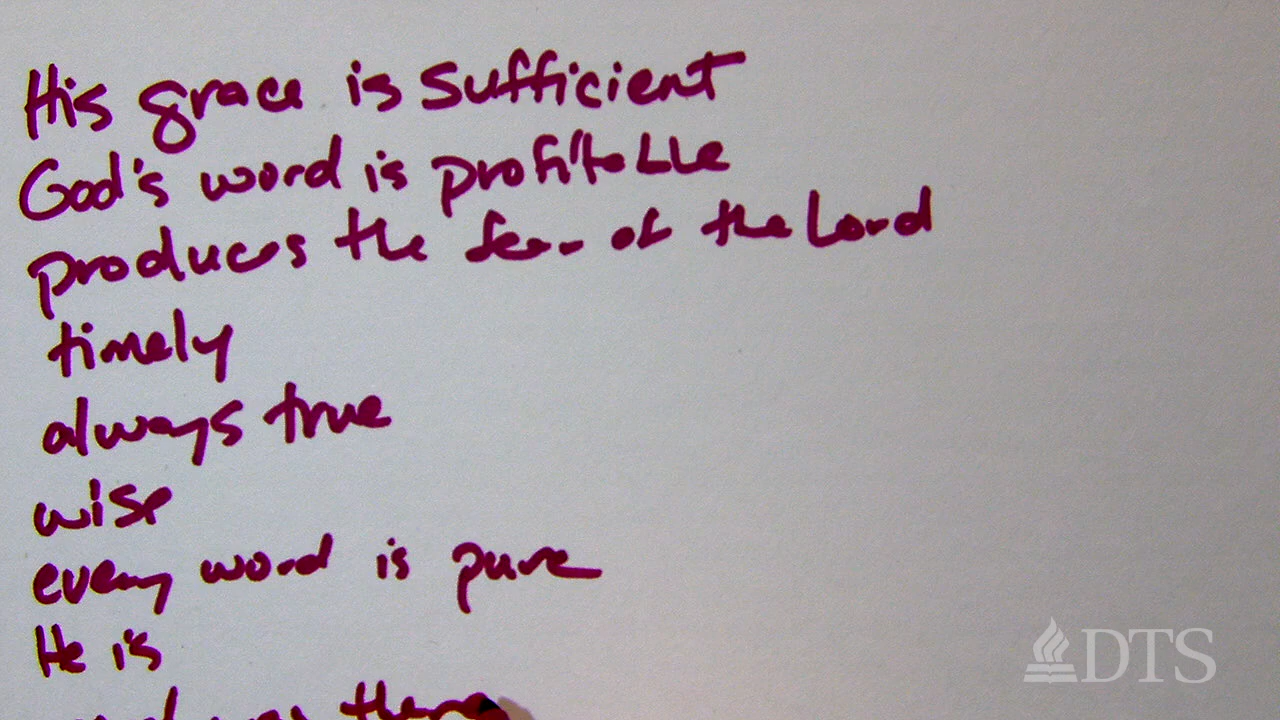 His grace is sufficient
God's word is profitable
produces the fear of the Lord
timely
always true
wise
every word is pure
He is
DTS